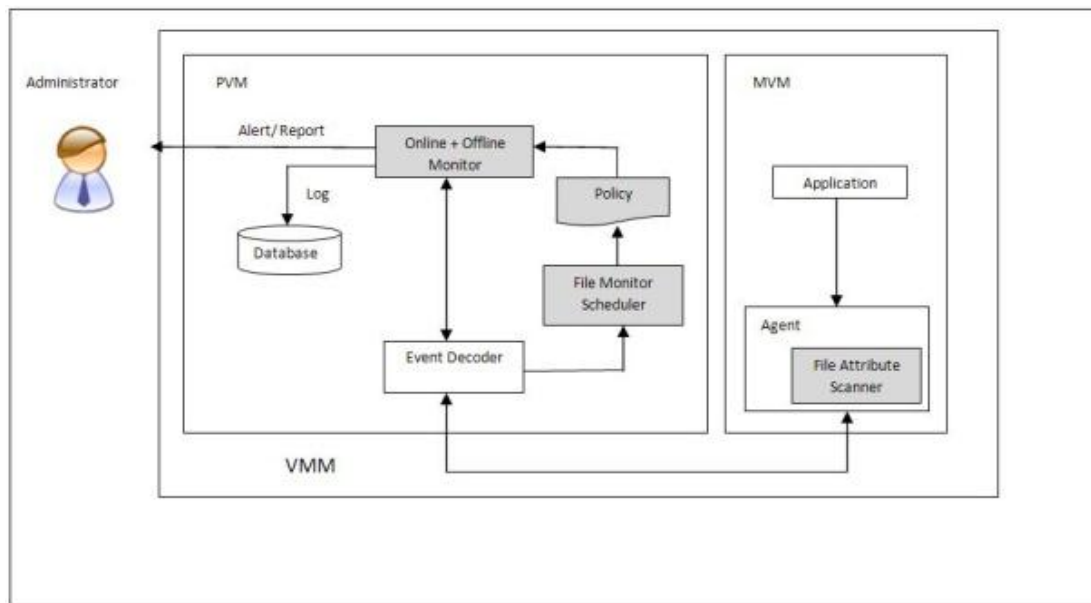 Administrator
PVM
MVM
Alert/ Report
Online + Offline
Monitor
Log
Policy
Application
Database
File Monitor
Scheduler
Agent
Event Decoder
File Attribute
Scanner
VMM